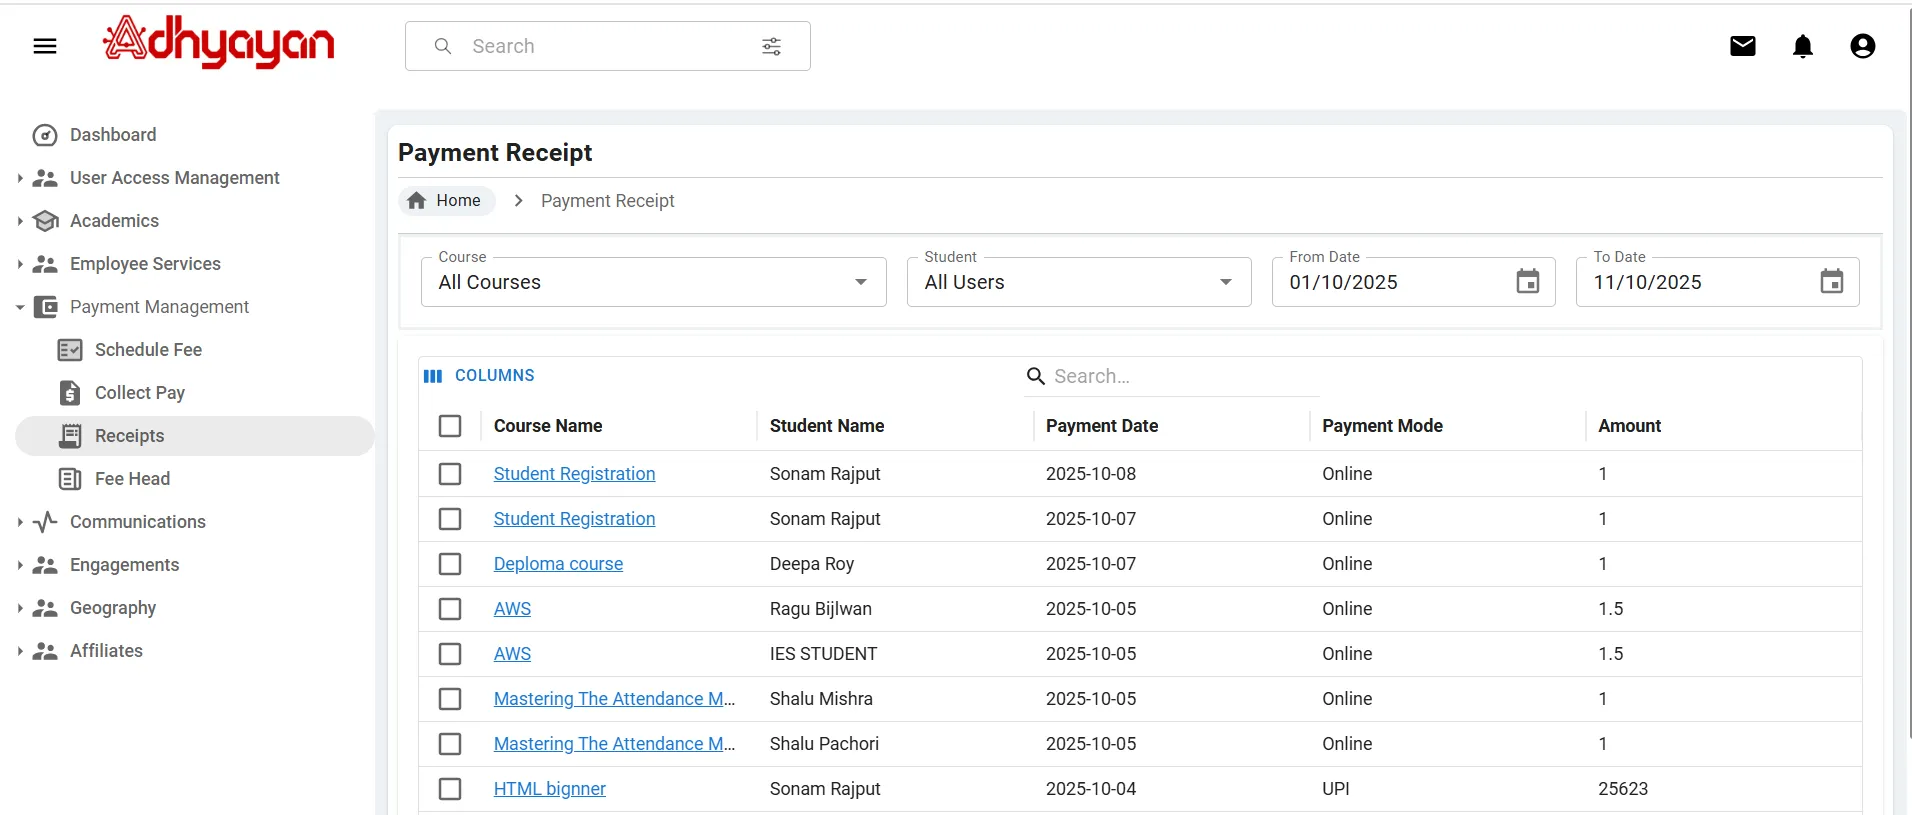 Adhyayan
Search
Dashboard
User Access Management
Academics
Employee Services
Payment Management
Schedule Fee
Collect Pay
Receipts
Fee Head
Communications
Engagements
Geography
Affiliates
Payment Receipt
Home > Payment Receipt
Course Student From Date To Date
All Courses All Users 01/10/2025 11/10/2025
COLUMNS Search…
Course Name Student Name Payment Date Payment Mode Amount
Student Registration Sonam Rajput 2025-10-08 Online 1
Student Registration Sonam Rajput 2025-10-07 Online 1
Deploma course Deepa Roy 2025-10-07 Online 1
AWS Ragu Bijlwan 2025-10-05 Online 1.5
AWS IES STUDENT 2025-10-05 Online 1.5
Mastering The Attendance M... Shalu Mishra 2025-10-05 Online 1
Mastering The Attendance M... Shalu Pachori 2025-10-05 Online 1
HTML bignner Sonam Rajput 2025-10-04 UPI 25623